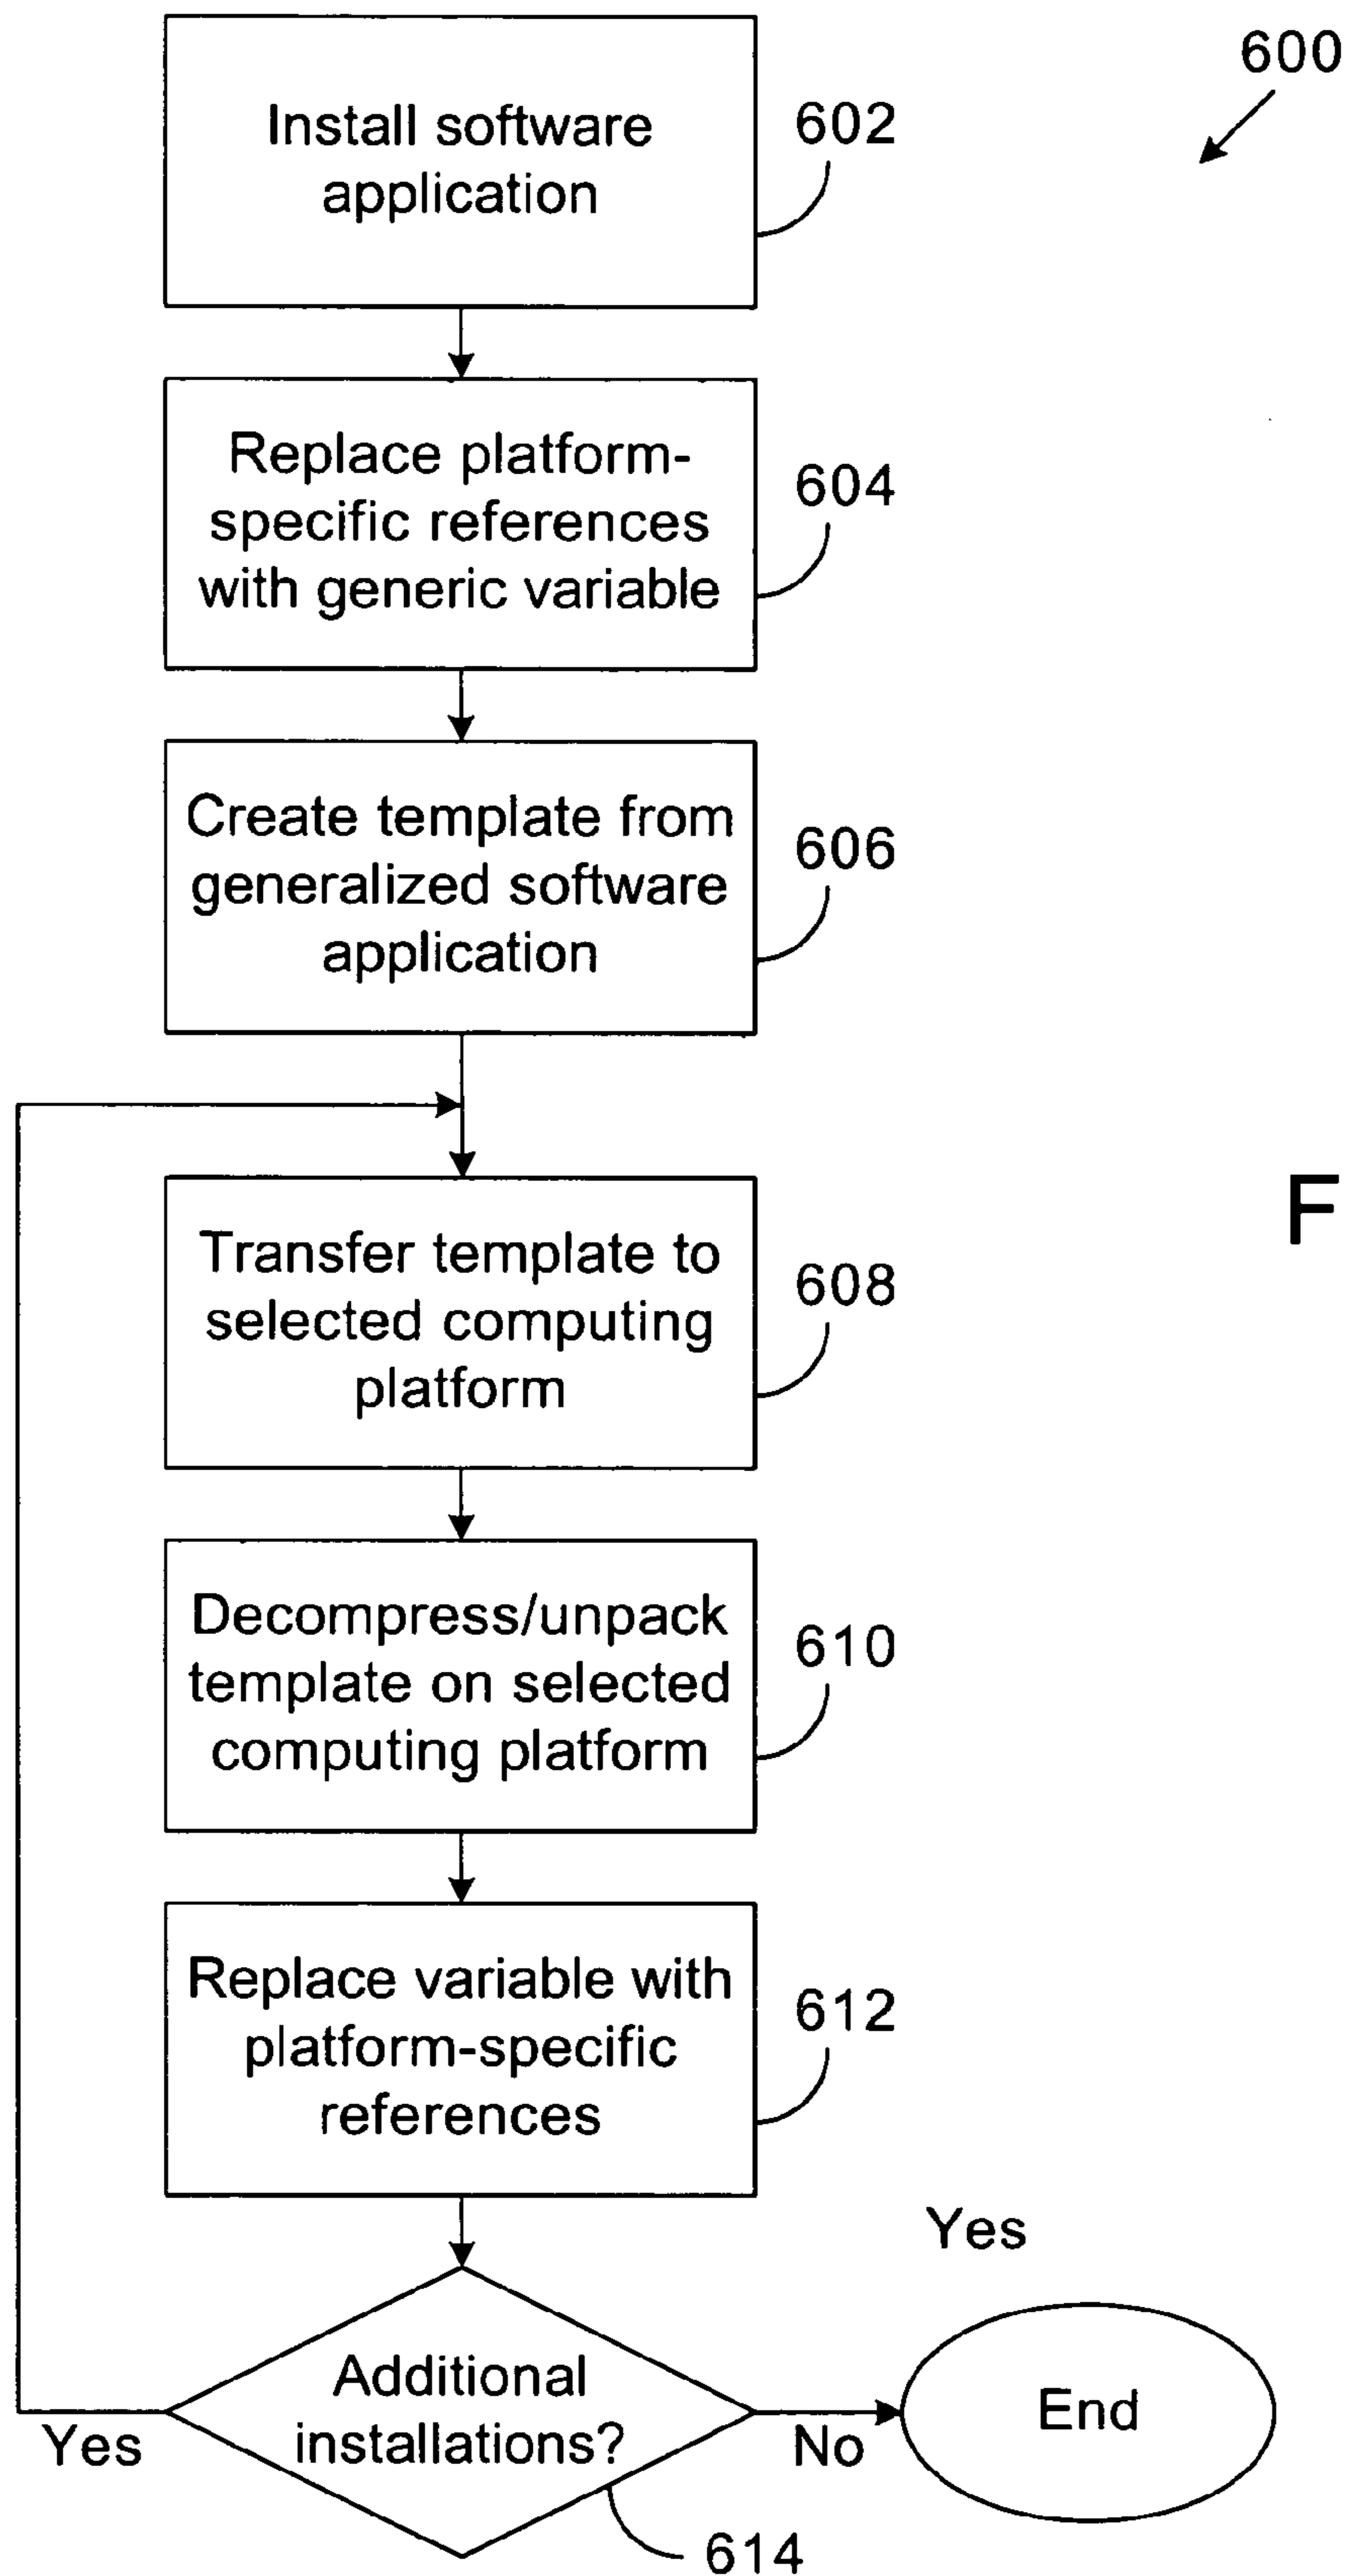 600
Install software
application
602
Replace platform-
specific references
with generic variable
604
Create template from
generalized software
application
606
F
Transfer template to
selected computing
platform
608
Decompress/unpack
template on selected
computing platform
610
Replace variable with
platform-specific
references
612
Yes
Additional
installations?
Yes
No
End
614